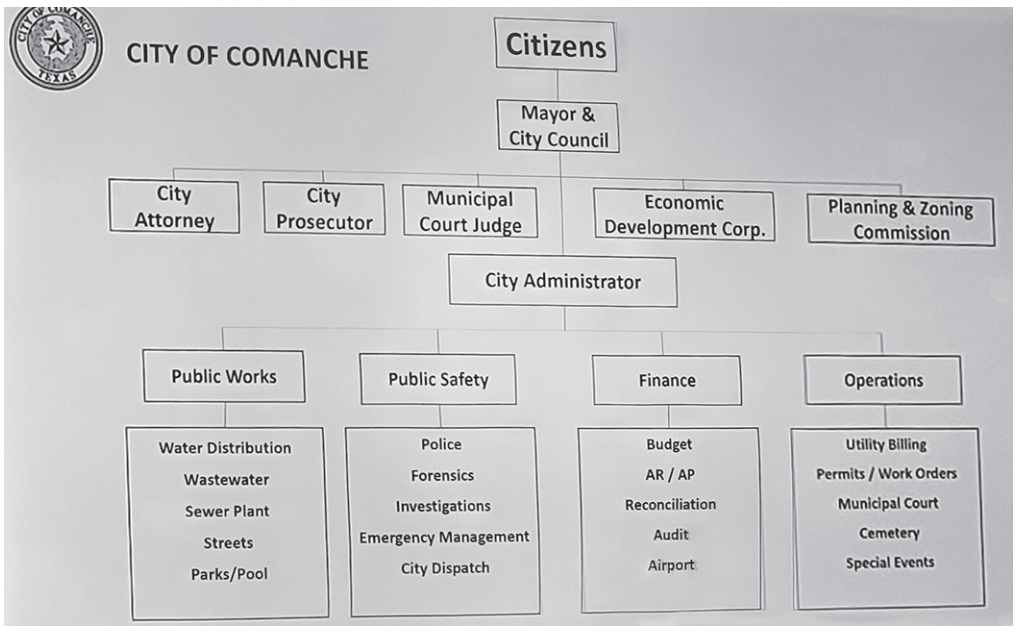 CITY OF COMANCHE
TEXAS
CITY OF COMANCHE
Citizens
Mayor &
City Council
City
Attorney
City
Prosecutor
Municipal
Court Judge
Economic
Development Corp.
Planning & Zoning
Commission
City Administrator
Public Works
Water Distribution
Wastewater
Sewer Plant
Streets
Parks/Pool
Public Safety
Police
Forensics
Investigations
Emergency Management
City Dispatch
Finance
Budget
AR / AP
Reconciliation
Audit
Airport
Operations
Utility Billing
Permits / Work Orders
Municipal Court
Cemetery
Special Events